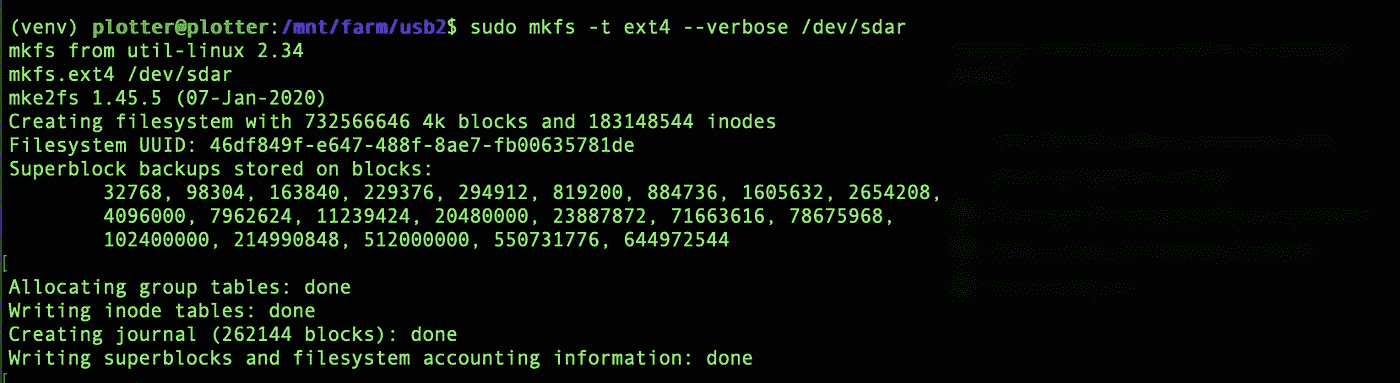 (venv) plotter@plotter:/mnt/farm/usb2$ sudo mkfs -t ext4 --verbose /dev/sdar
mkfs from util-linux 2.34
mkfs.ext4 /dev/sdar
mke2fs 1.45.5 (07-Jan-2020)
Creating filesystem with 732566646 4k blocks and 183148544 inodes
Filesystem UUID: 46df849f-e647-488f-8ae7-fb00635781de
Superblock backups stored on blocks:
        32768, 98304, 163840, 229376, 294912, 819200, 884736, 1605632, 2654208,
        4096000, 7962624, 11239424, 20480000, 23887872, 71663616, 78675968,
        102400000, 214990848, 512000000, 550731776, 644972544
[
Allocating group tables: done
Writing inode tables: done
Creating journal (262144 blocks): done
Writing superblocks and filesystem accounting information: done
[